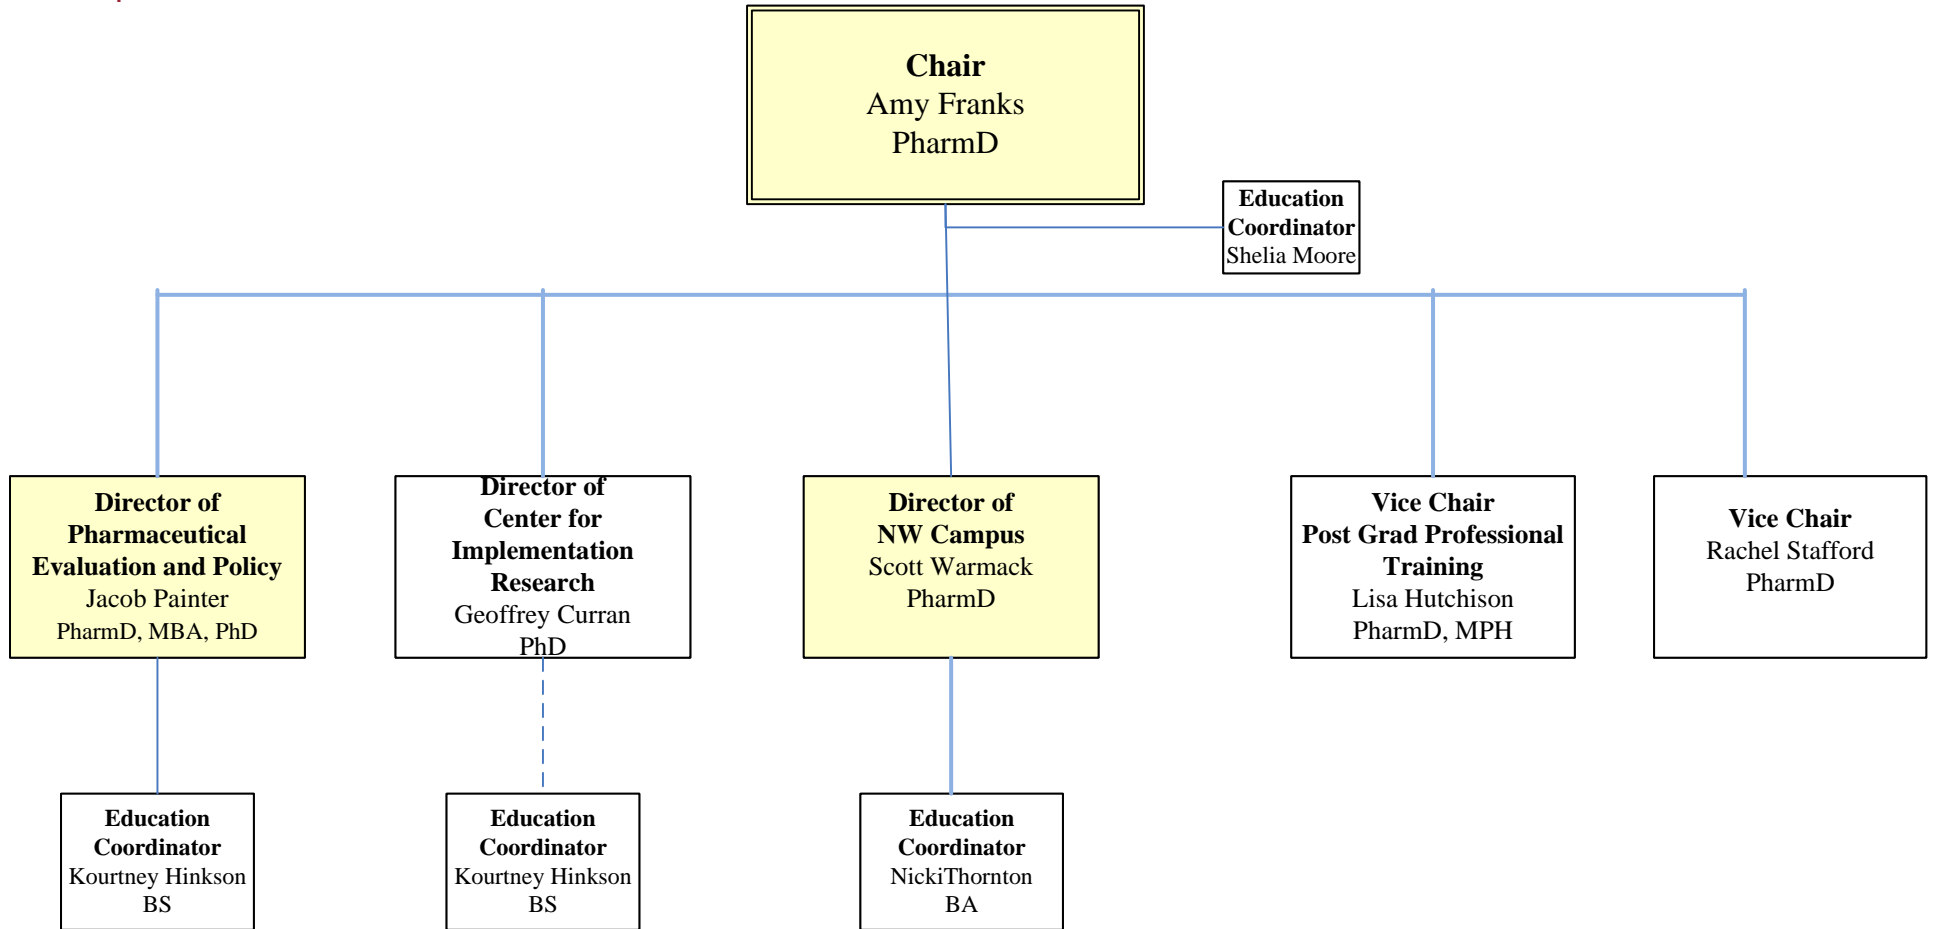 Chair
Amy Franks
PharmD
Education
Coordinator
Shelia Moore
Director of
Pharmaceutical
Evaluation and Policy
Jacob Painter
PharmD, MBA, PhD
Director of
Center for
Implementation
Research
Geoffrey Curran
PhD
Director of
NW Campus
Scott Warmack
PharmD
Vice Chair
Post Grad Professional
Training
Lisa Hutchison
PharmD, MPH
Vice Chair
Rachel Stafford
PharmD
Education
Coordinator
Kourtney Hinkson
BS
Education
Coordinator
Kourtney Hinkson
BS
Education
Coordinator
NickiThornton
BA